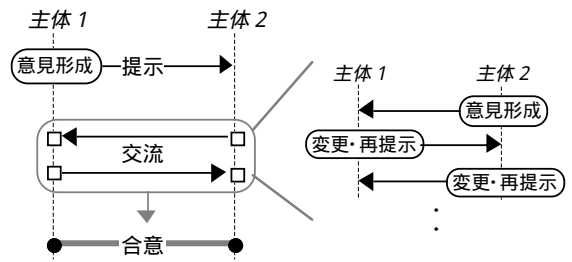 主体 1 主体 2
意見形成 提示
交流
合意
主体 1 主体 2
意見形成
変更・再提示
変更・再提示